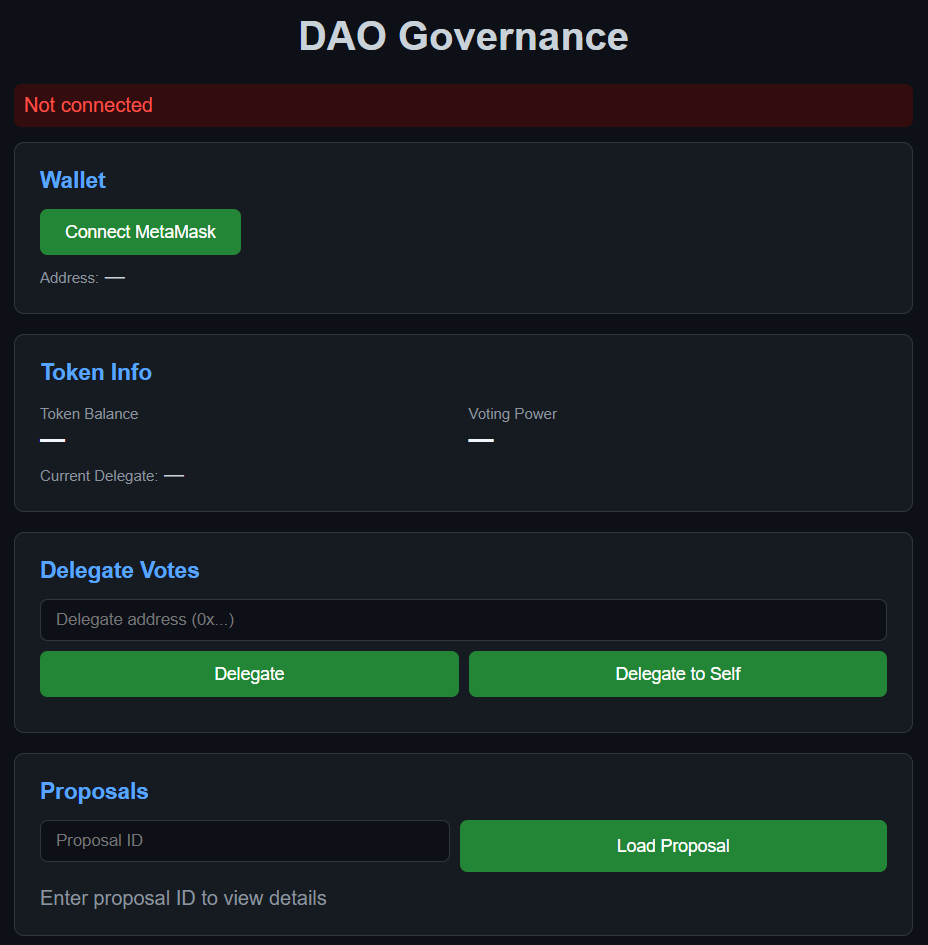 DAO Governance
Not connected
Wallet
Connect MetaMask
Address: —
Token Info
Token Balance
Voting Power
—
—
Current Delegate: —
Delegate Votes
Delegate address (0x...)
Delegate
Delegate to Self
Proposals
Proposal ID
Load Proposal
Enter proposal ID to view details